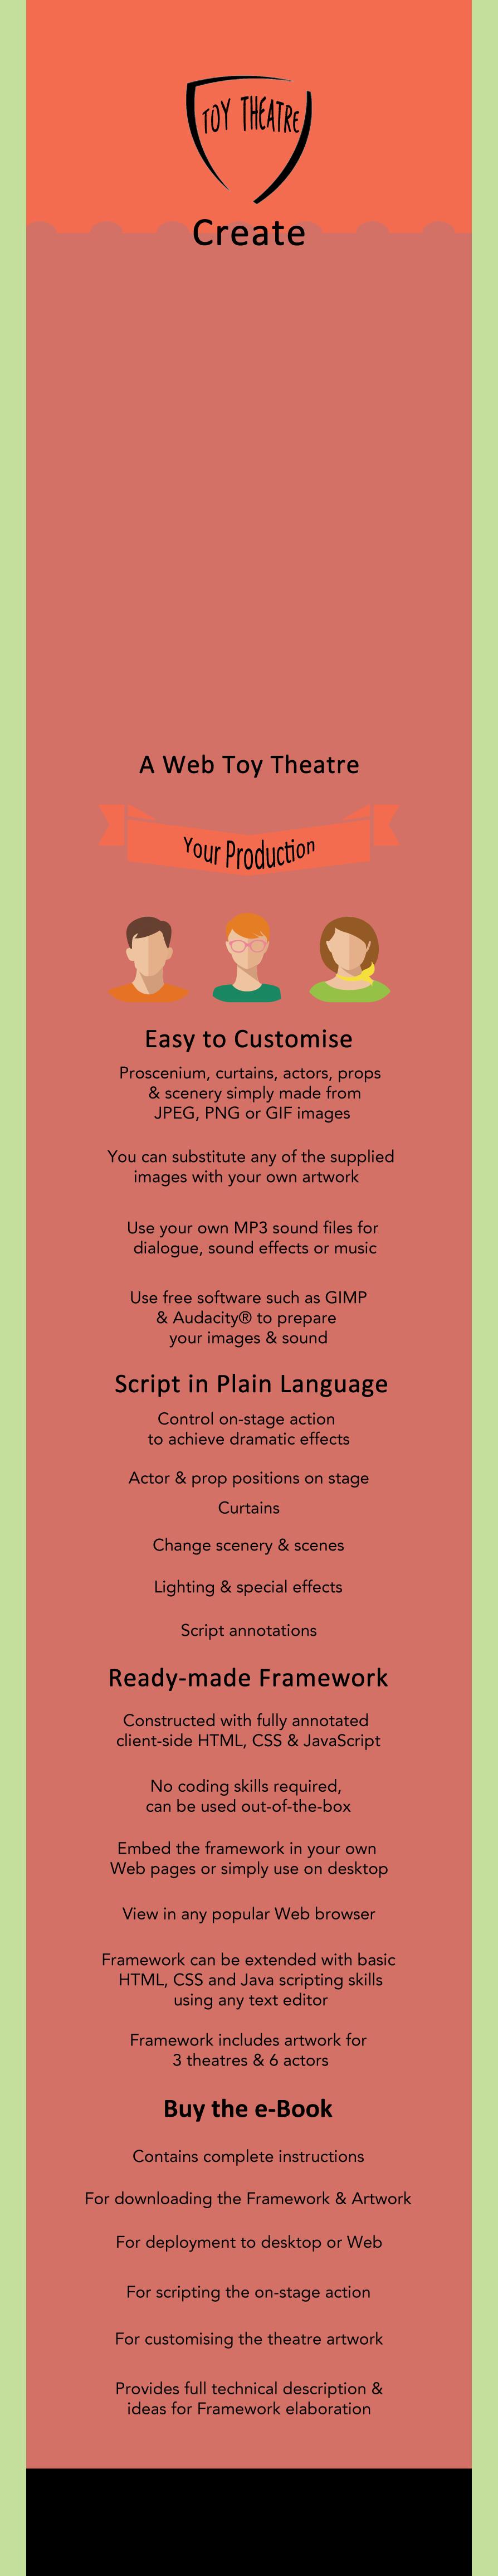 TOY THEATRE
Create
A Web Toy Theatre
Your Production
Easy to Customise
Proscenium, curtains, actors, props
& scenery simply made from
JPEG, PNG or GIF images
You can substitute any of the supplied
images with your own artwork
Use your own MP3 sound files for
dialogue, sound effects or music
Use free software such as GIMP
& Audacity® to prepare
your images & sound
Script in Plain Language
Control on-stage action
to achieve dramatic effects
Actor & prop positions on stage
Curtains
Change scenery & scenes
Lighting & special effects
Script annotations
Ready-made Framework
Constructed with fully annotated
client-side HTML, CSS & JavaScript
No coding skills required,
can be used out-of-the-box
Embed the framework in your own
Web pages or simply use on desktop
View in any popular Web browser
Framework can be extended with basic
HTML, CSS and Java scripting skills
using any text editor
Framework includes artwork for
3 theatres & 6 actors
Buy the e-Book
Contains complete instructions
For downloading the Framework & Artwork
For deployment to desktop or Web
For scripting the on-stage action
For customising the theatre artwork
Provides full technical description &
ideas for Framework elaboration